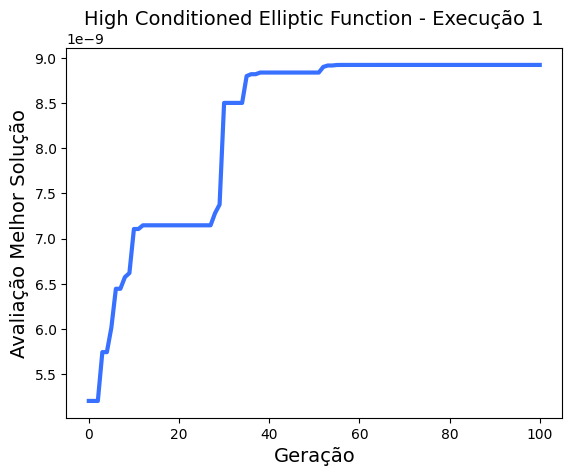 High Conditioned Elliptic Function - Execução 1
1e−9
9.0
8.5
8.0
7.5
7.0
6.5
6.0
5.5
Avaliação Melhor Solução
0 20 40 60 80 100
Geração